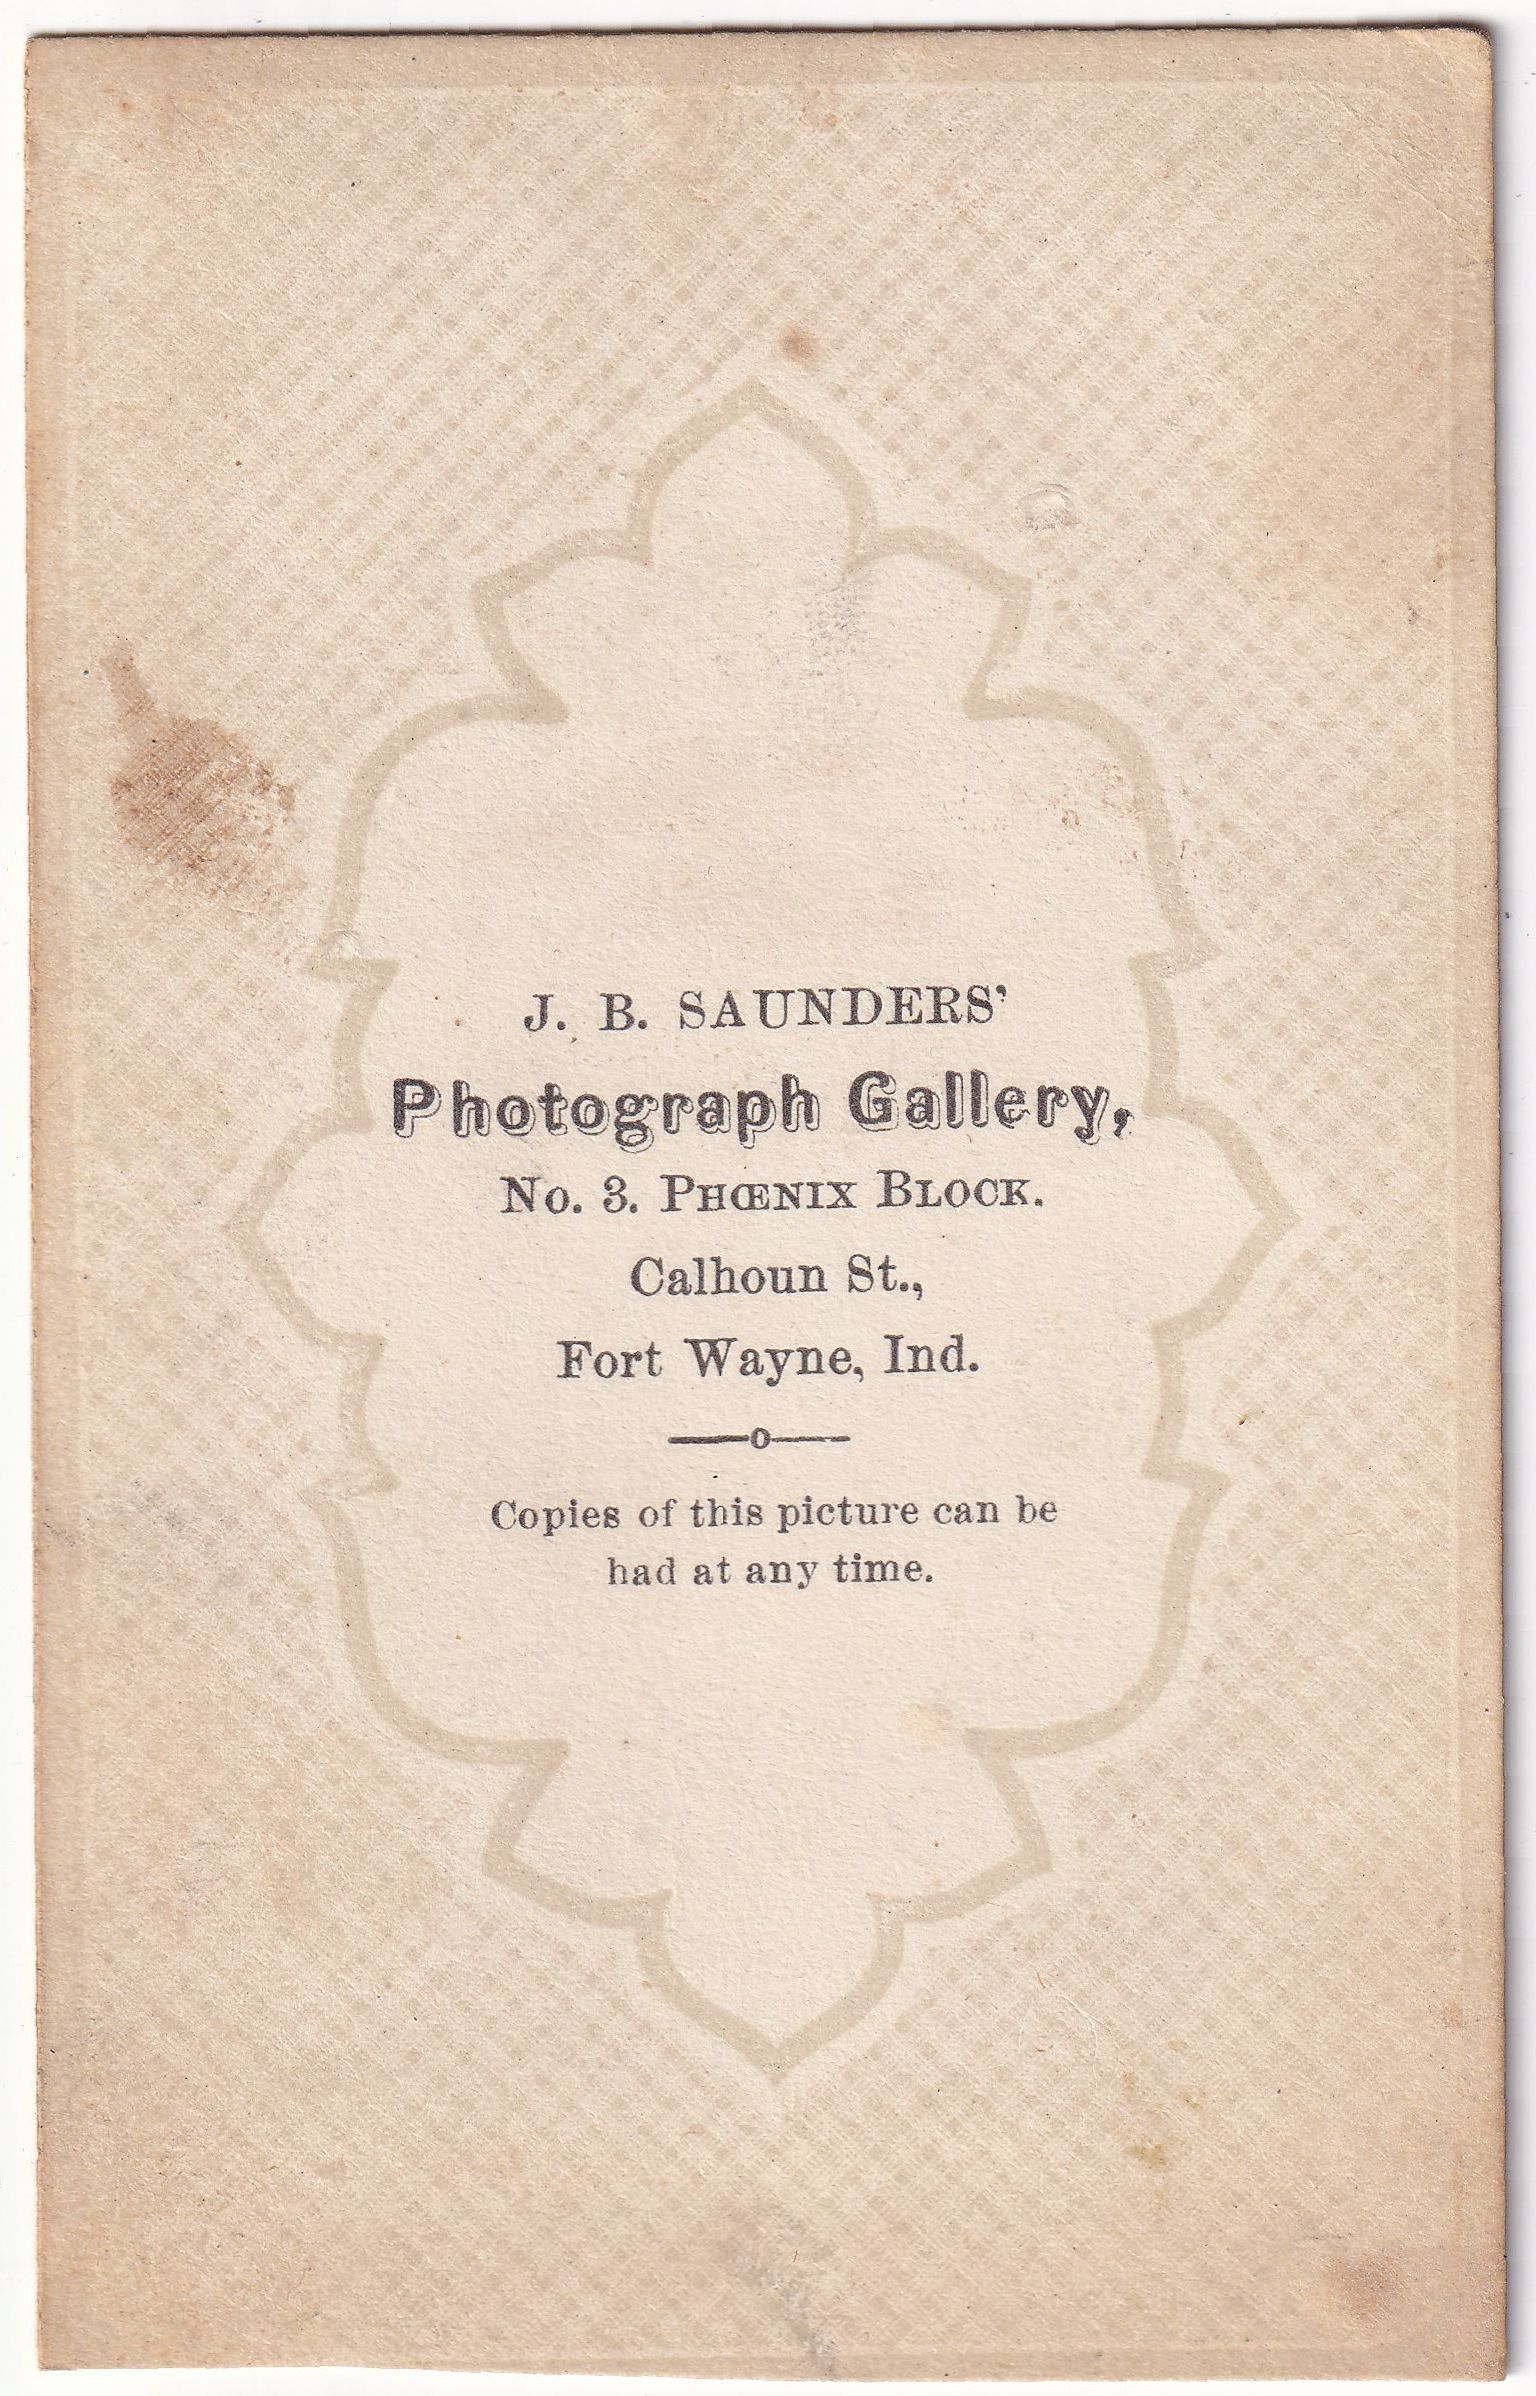 J. B. SAUNDERS'
Photograph Gallery,
No. 3. PHŒNIX BLOCK.
Calhoun St.,
Fort Wayne, Ind.
Copies of this picture can be
had at any time.